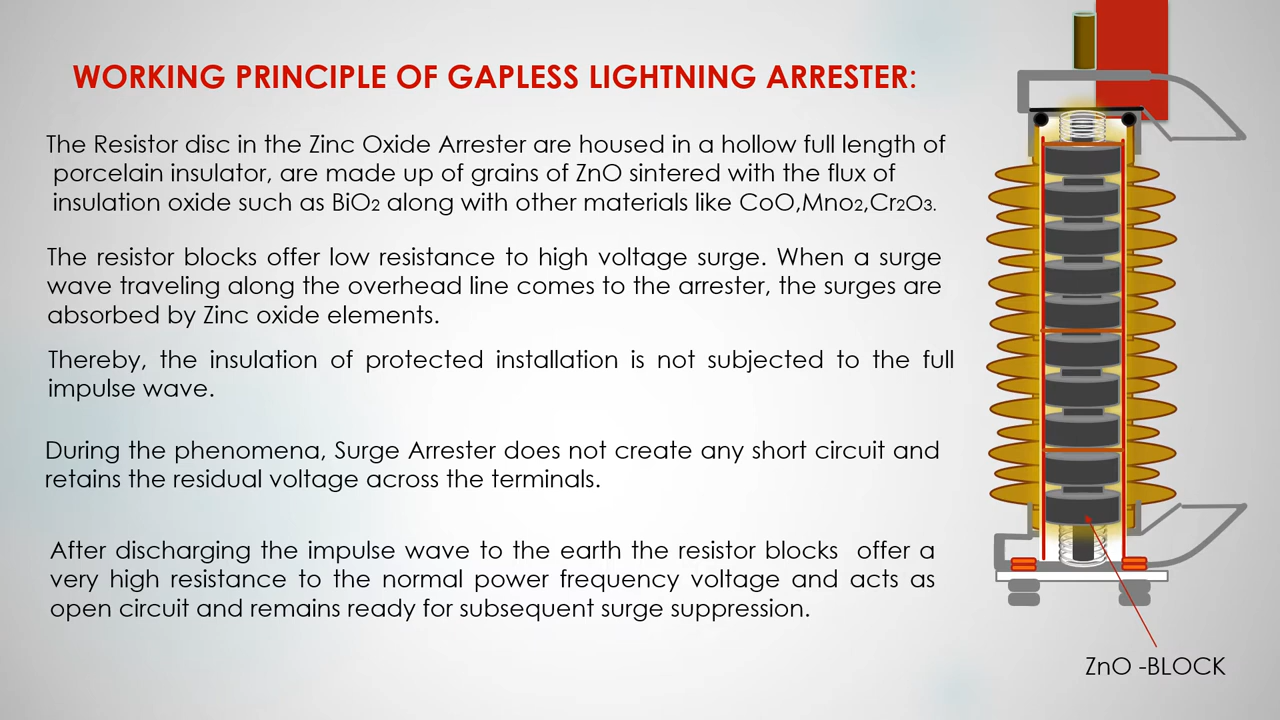 WORKING PRINCIPLE OF GAPLESS LIGHTNING ARRESTER:
The Resistor disc in the Zinc Oxide Arrester are housed in a hollow full length of
porcelain insulator, are made up of grains of ZnO sintered with the flux of
insulation oxide such as BiO2 along with other materials like CoO,Mno2,Cr2O3.
The resistor blocks offer low resistance to high voltage surge. When a surge
wave traveling along the overhead line comes to the arrester, the surges are
absorbed by Zinc oxide elements.
Thereby, the insulation of protected installation is not subjected to the full
impulse wave.
During the phenomena, Surge Arrester does not create any short circuit and
retains the residual voltage across the terminals.
After discharging the impulse wave to the earth the resistor blocks offer a
very high resistance to the normal power frequency voltage and acts as
open circuit and remains ready for subsequent surge suppression.
ZnO -BLOCK